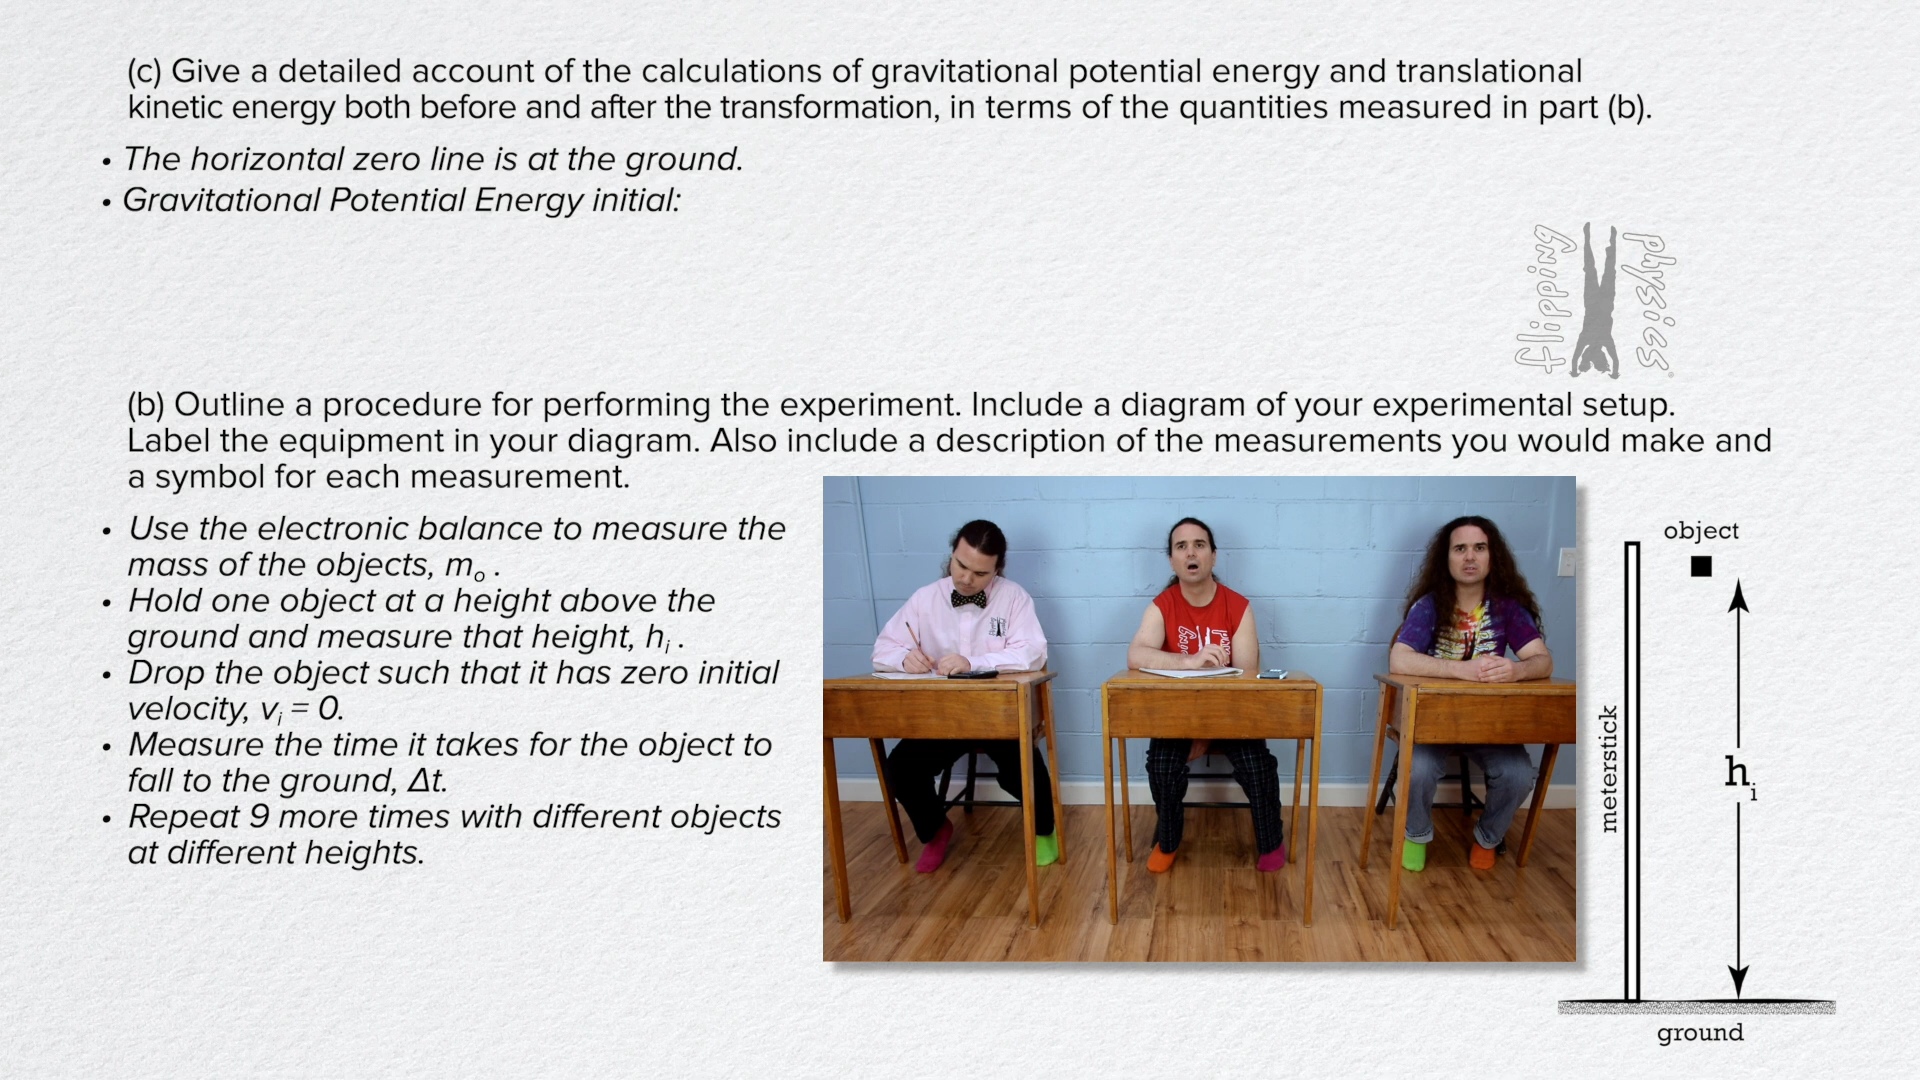 (c) Give a detailed account of the calculations of gravitational potential energy and translational
kinetic energy both before and after the transformation, in terms of the quantities measured in part (b).
• The horizontal zero line is at the ground.
• Gravitational Potential Energy initial:
flipping
physics
(b) Outline a procedure for performing the experiment. Include a diagram of your experimental setup.
Label the equipment in your diagram. Also include a description of the measurements you would make and
a symbol for each measurement.
• Use the electronic balance to measure the
mass of the objects, mₒ .
• Hold one object at a height above the
ground and measure that height, hᵢ .
• Drop the object such that it has zero initial
velocity, vᵢ = 0.
• Measure the time it takes for the object to
fall to the ground, Δt.
• Repeat 9 more times with different objects
at different heights.
object
meterstick
hᵢ
ground